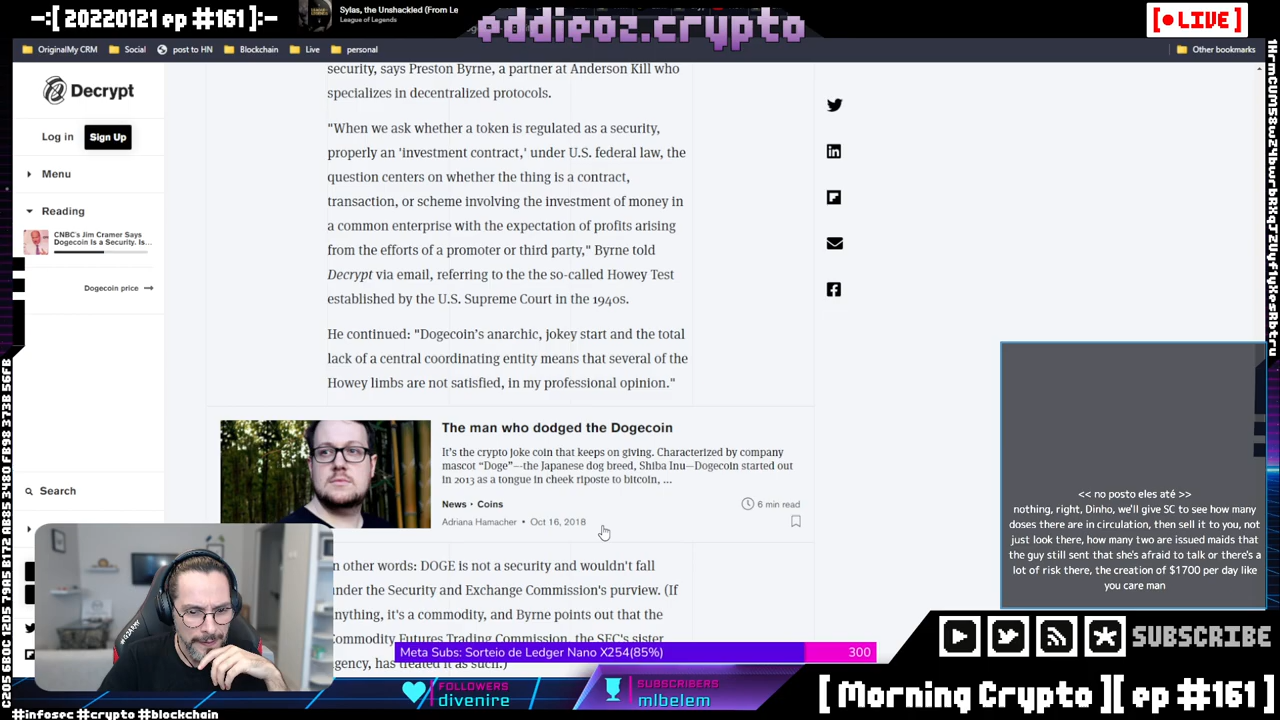 -:[ 20220121 ep #161 ]:-
Sylas, the Unshackled (From Le
League of Legends
eddieoz.crypto
[ LIVE ]
OriginalMy CRM
Social
post to HN
Blockchain
Live
personal
Other bookmarks
Decrypt
Log in
Sign Up
Menu
Reading
CNBC's Jim Cramer Says
Dogecoin Is a Security. Is...
Dogecoin price
Search
security, says Preston Byrne, a partner at Anderson Kill who
specializes in decentralized protocols.
"When we ask whether a token is regulated as a security,
properly an 'investment contract,' under U.S. federal law, the
question centers on whether the thing is a contract,
transaction, or scheme involving the investment of money in
a common enterprise with the expectation of profits arising
from the efforts of a promoter or third party," Byrne told
Decrypt via email, referring to the the so-called Howey Test
established by the U.S. Supreme Court in the 1940s.
He continued: "Dogecoin's anarchic, jokey start and the total
lack of a central coordinating entity means that several of the
Howey limbs are not satisfied, in my professional opinion."
The man who dodged the Dogecoin
It's the crypto joke coin that keeps on giving. Characterized by company
mascot "Doge"—the Japanese dog breed, Shiba Inu—Dogecoin started out
in 2013 as a tongue in cheek riposte to bitcoin, ...
News • Coins
6 min read
Adriana Hamacher • Oct 16, 2018
n other words: DOGE is not a security and wouldn't fall
under the Security and Exchange Commission's purview. (If
anything, it's a commodity, and Byrne points out that the
Commodity Futures Trading Commission, the SEC's sister
agency, has treated it as such.)
<< no posto eles até >>
nothing, right, Dinho, we'll give SC to see how many
doses there are in circulation, then sell it to you, not
just look there, how many two are issued maids that
the guy still sent that she's afraid to talk or there's a
lot of risk there, the creation of $1700 per day like
you care man
Meta Subs: Sorteio de Ledger Nano X
254(85%)
300
FOLLOWERS
divenire
SUBSCRIBERS
mlbelem
SUBSCRIBE
[ Morning Crypto ][ ep #161 ]
#infosec #crypto #blockchain